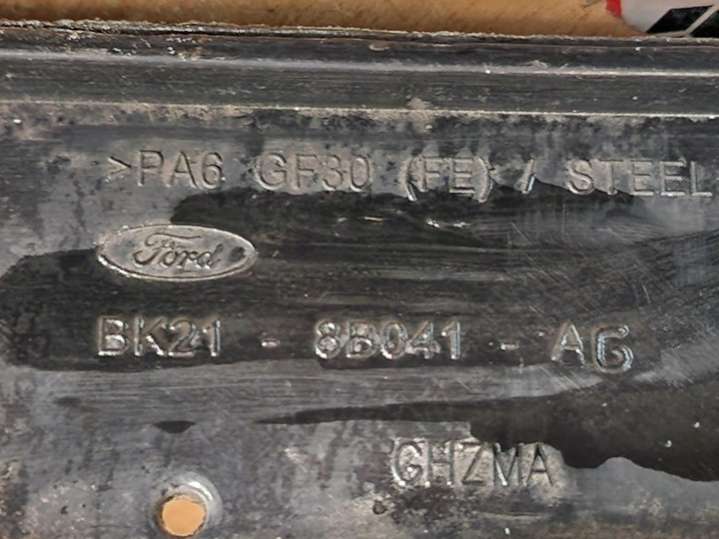 >PA6 GF30 (FE) / STEEL
Ford
BK21 - 8B041 - AG
GHZMA